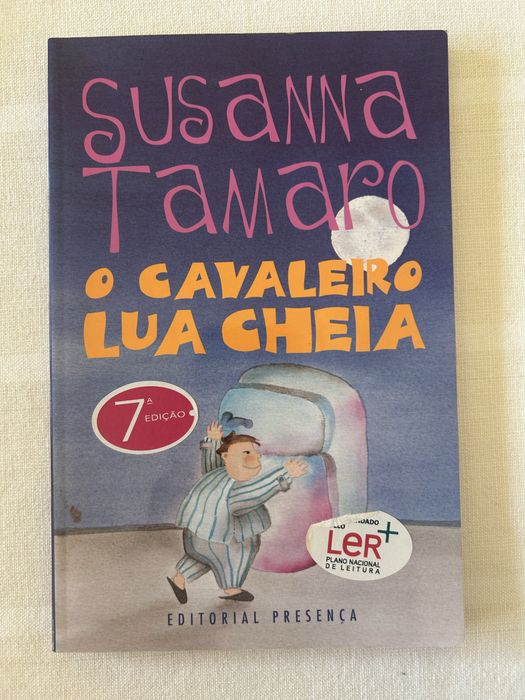 SUSANNA
TAMARO
O CAVALEIRO
LUA CHEIA
7ª
EDIÇÃO
LER+
PLANO NACIONAL
DE LEITURA
EDITORIAL PRESENÇA